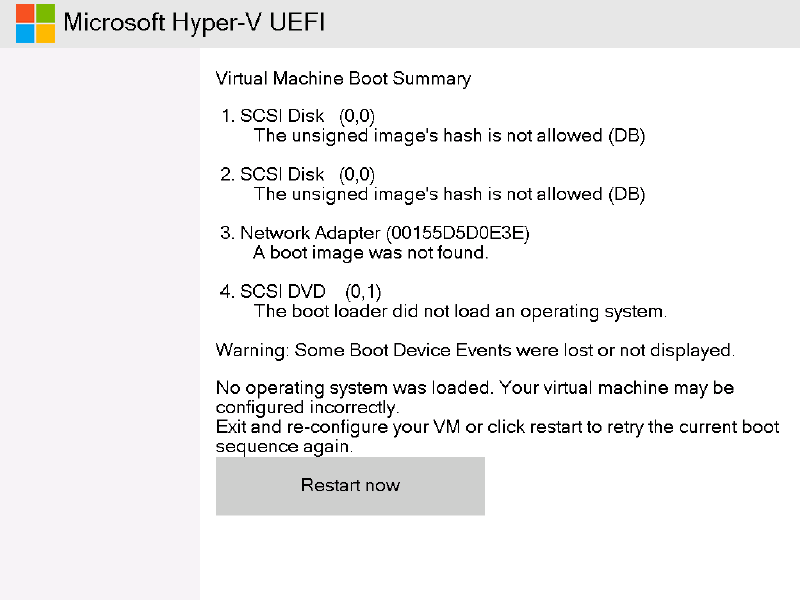 Microsoft Hyper-V UEFI
Virtual Machine Boot Summary
1. SCSI Disk (0,0)
The unsigned image's hash is not allowed (DB)
2. SCSI Disk (0,0)
The unsigned image's hash is not allowed (DB)
3. Network Adapter (00155D5D0E3E)
A boot image was not found.
4. SCSI DVD (0,1)
The boot loader did not load an operating system.
Warning: Some Boot Device Events were lost or not displayed.
No operating system was loaded. Your virtual machine may be
configured incorrectly.
Exit and re-configure your VM or click restart to retry the current boot
sequence again.
Restart now